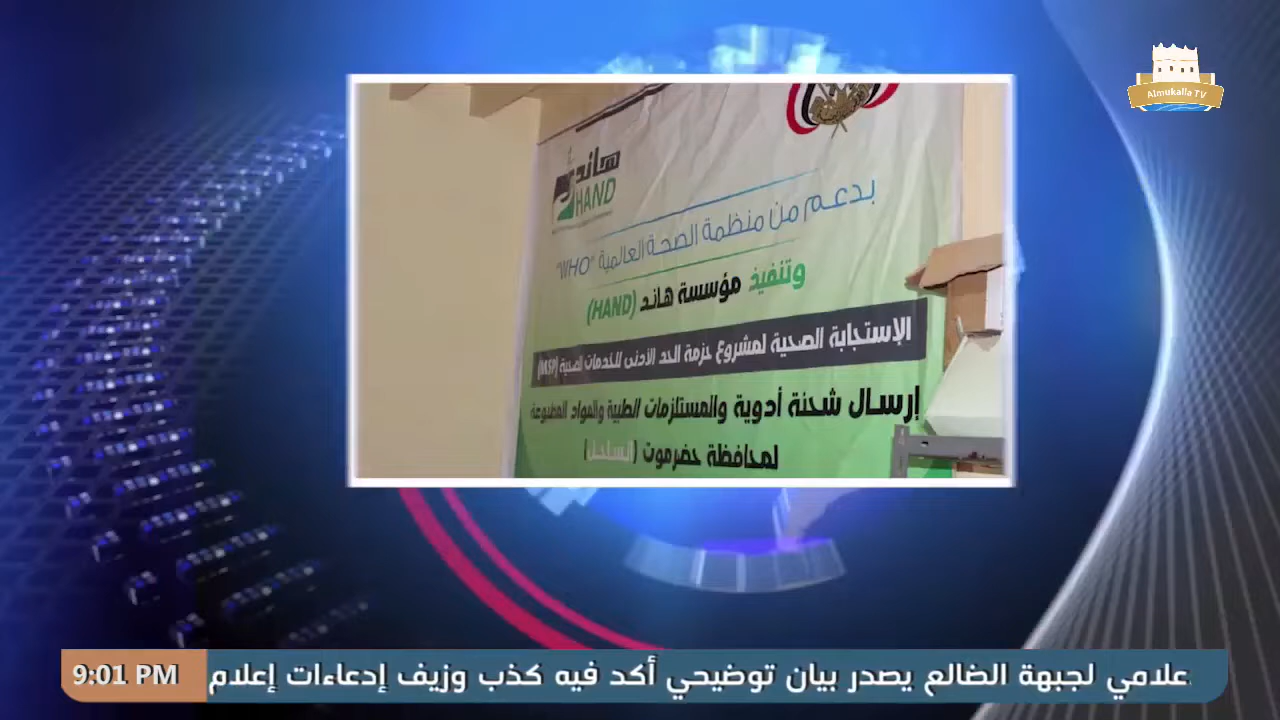 Almukalla TV
هاند
HAND
بدعم من منظمة الصحة العالمية "WHO"
وتنفيذ مؤسسة هاند (HAND)
الإستجابة الصحية لمشروع حزمة الحد الأدنى للخدمات الصحية (MSP)
إرسال شحنة أدوية والمستلزمات الطبية والمواد المطبوعة
لمحافظة حضرموت (الساحل)
9:01 PM
علامي لجبهة الضالع يصدر بيان توضيحي أكد فيه كذب وزيف إدعاءات إعلام